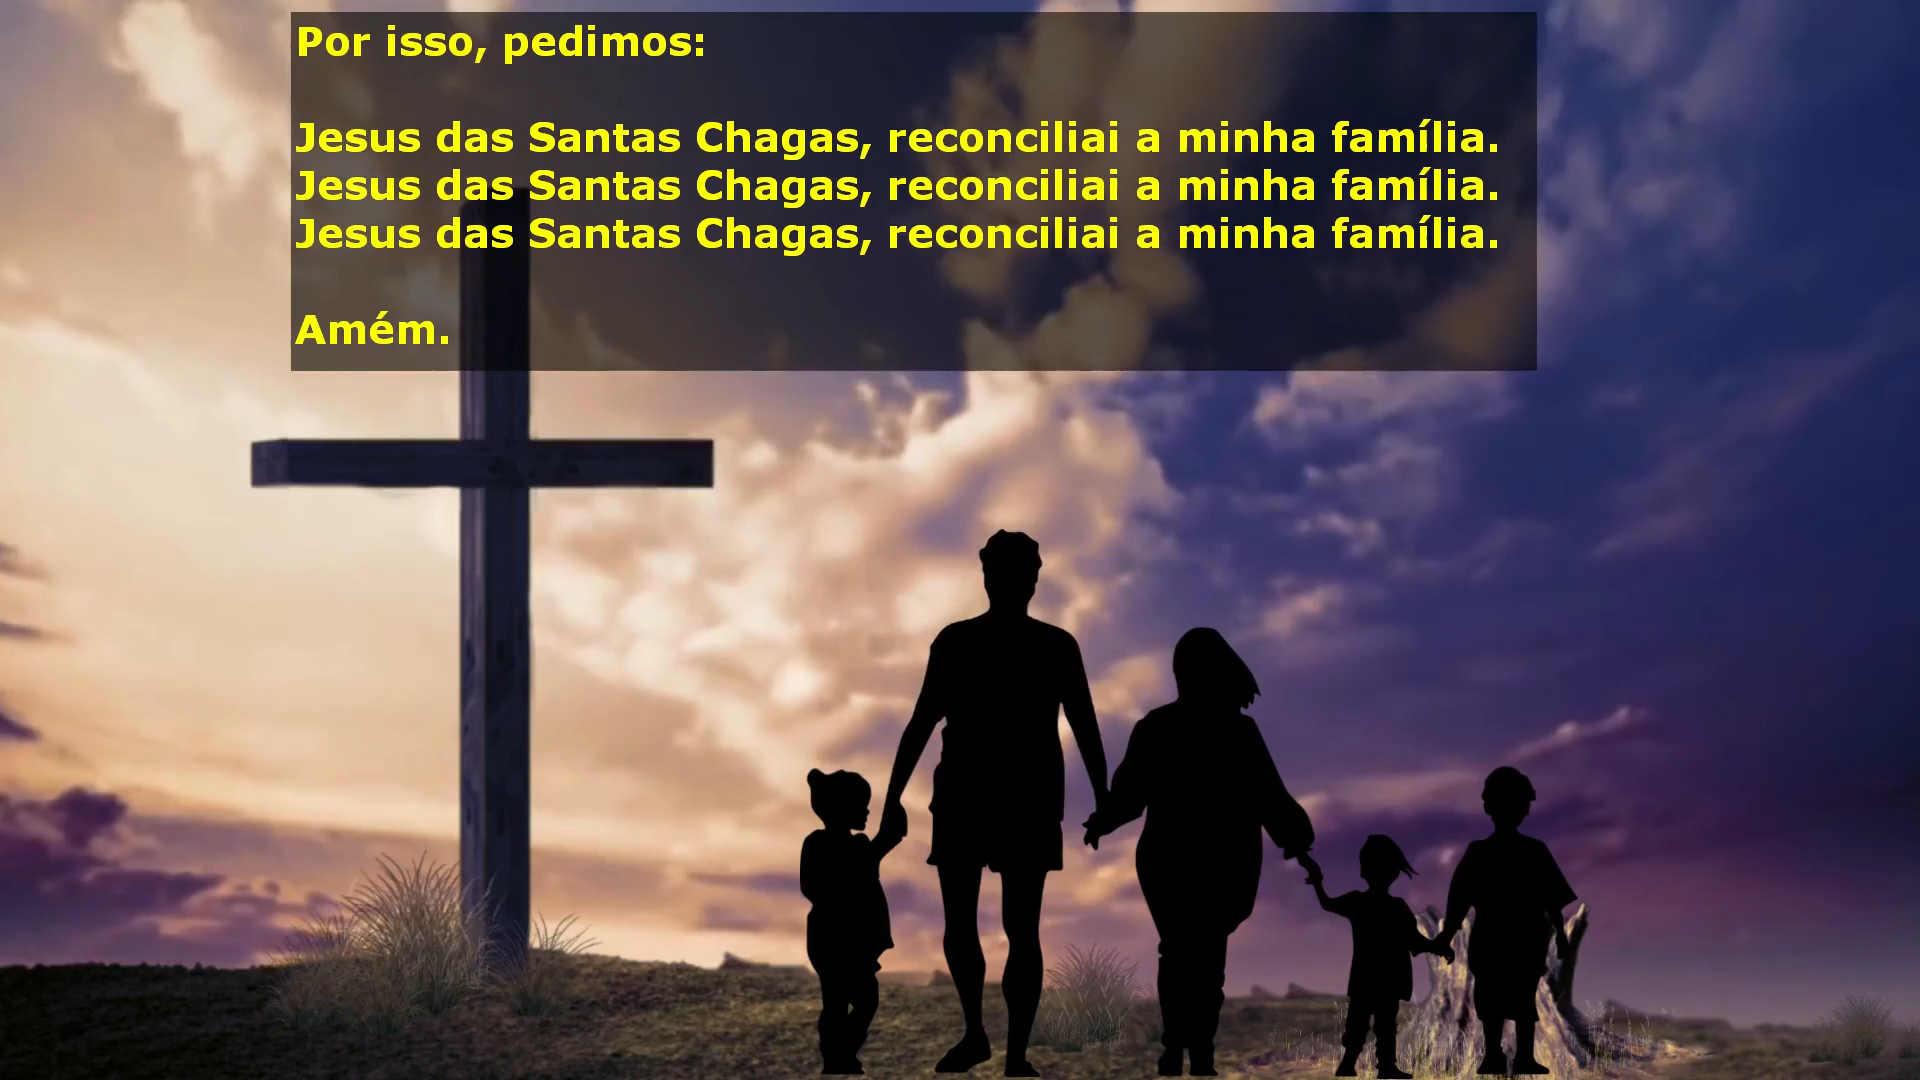 Por isso, pedimos:
Jesus das Santas Chagas, reconciliai a minha família.
Jesus das Santas Chagas, reconciliai a minha família.
Jesus das Santas Chagas, reconciliai a minha família.
Amém.